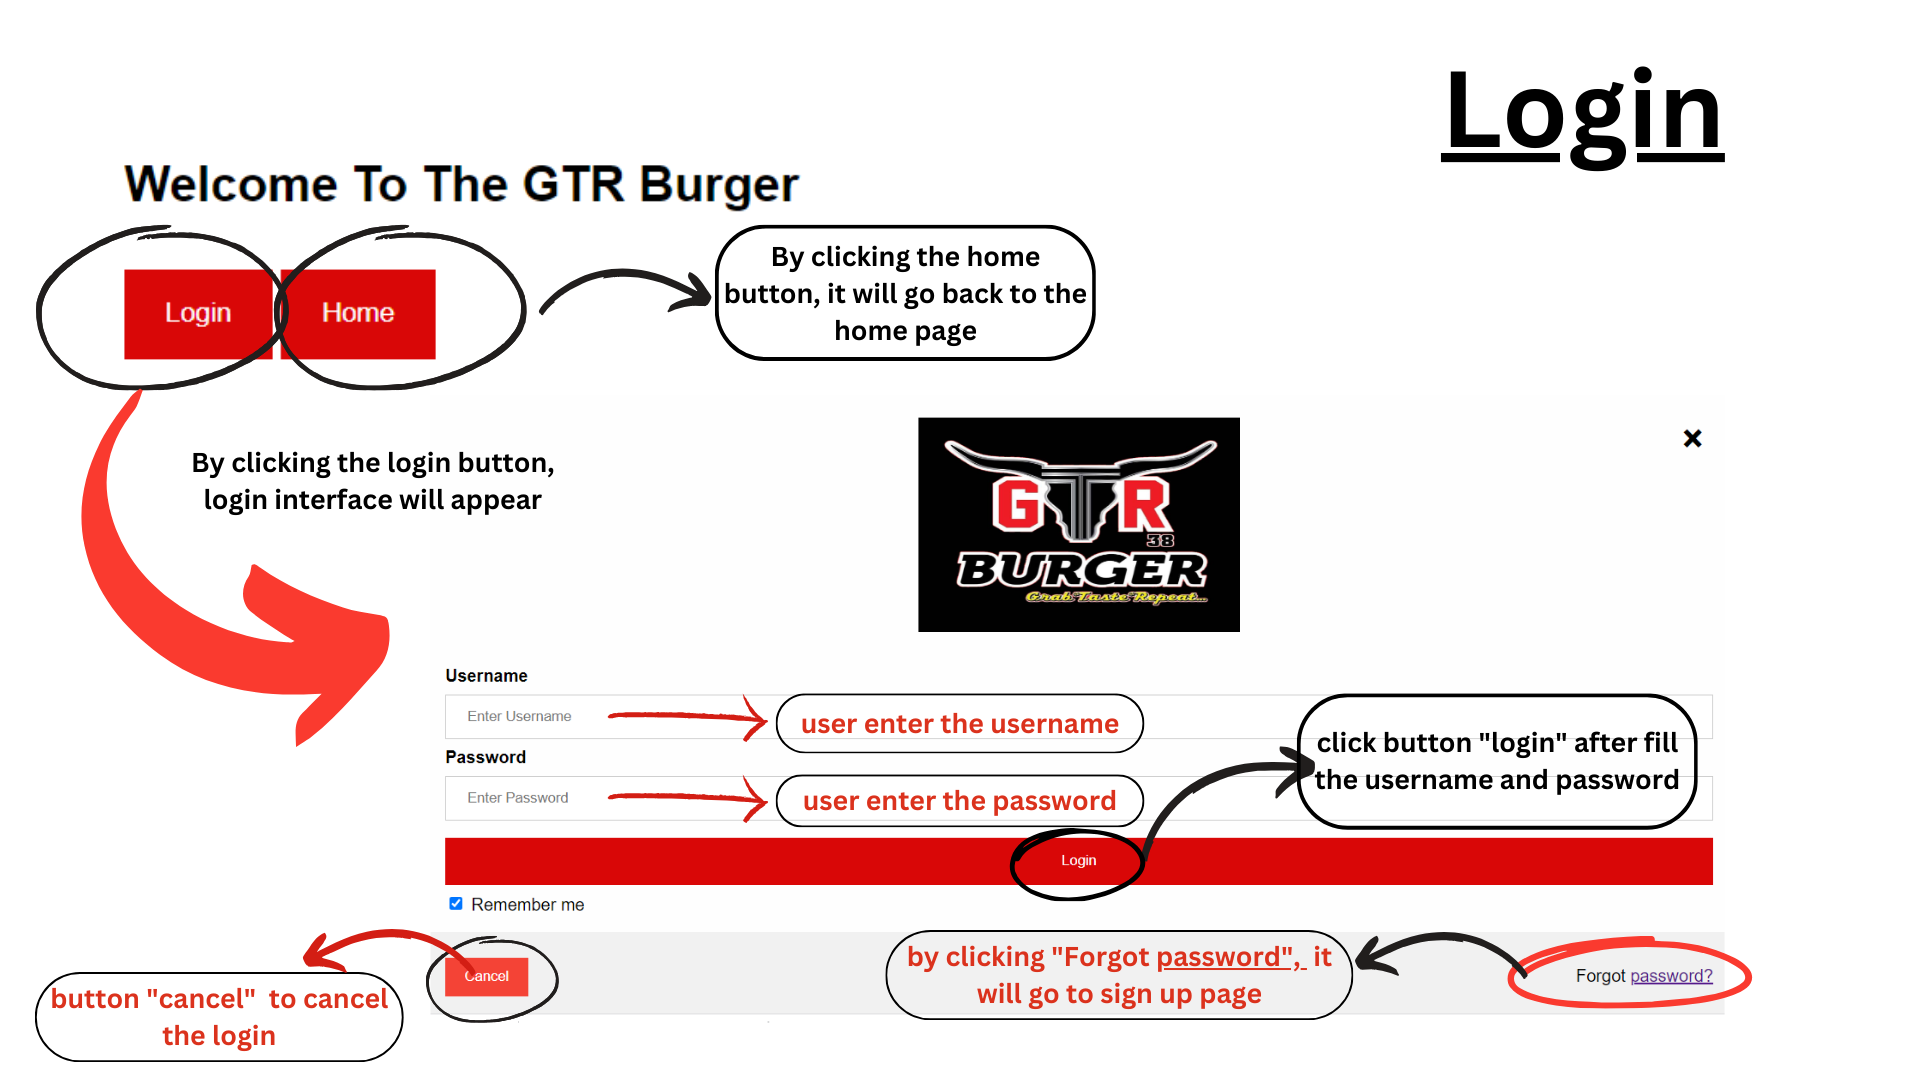 Login
Welcome To The GTR Burger
Login
Home
By clicking the home
button, it will go back to the
home page
By clicking the login button,
login interface will appear
×
GTR
38
BURGER
Grab Taste Repeat...
Username
Enter Username
user enter the username
Password
Enter Password
user enter the password
click button "login" after fill
the username and password
Login
Remember me
Cancel
button "cancel"  to cancel
the login
by clicking "Forgot password",  it
will go to sign up page
Forgot password?